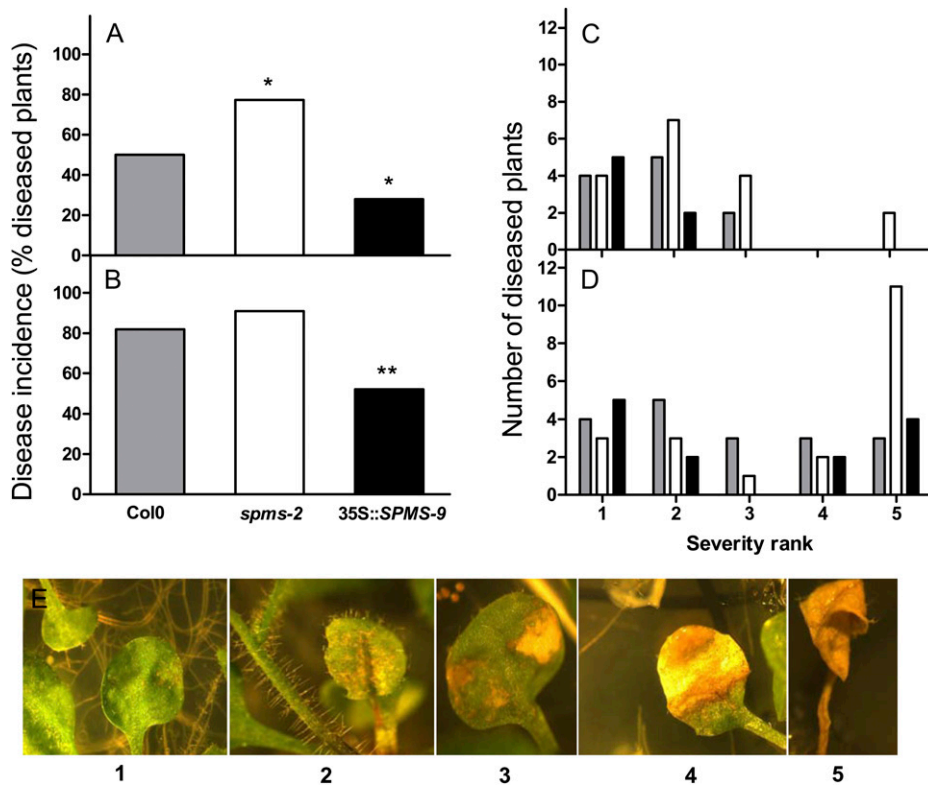 Disease incidence (% diseased plants)
A
100
80
60
40
20
0
*
*
B
100
80
60
40
20
0
**
Col0 spms-2 35S::SPMS-9
Number of diseased plants
C
12
10
8
6
4
2
0
D
12
10
8
6
4
2
0
1 2 3 4 5
Severity rank
E
1 2 3 4 5